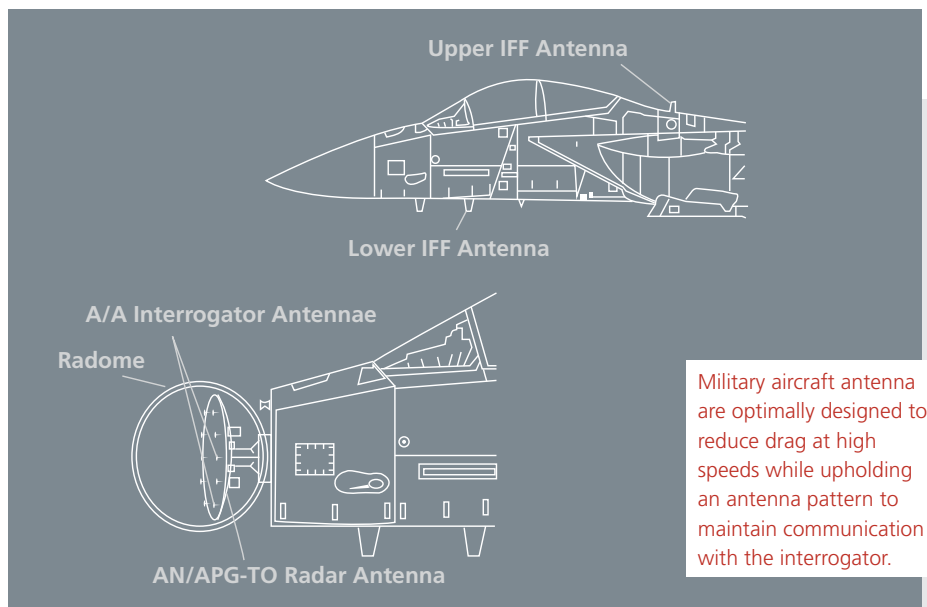 Upper IFF Antenna
Lower IFF Antenna
A/A Interrogator Antennae
Radome
AN/APG-TO Radar Antenna
Military aircraft antenna
are optimally designed to
reduce drag at high
speeds while upholding
an antenna pattern to
maintain communication
with the interrogator.